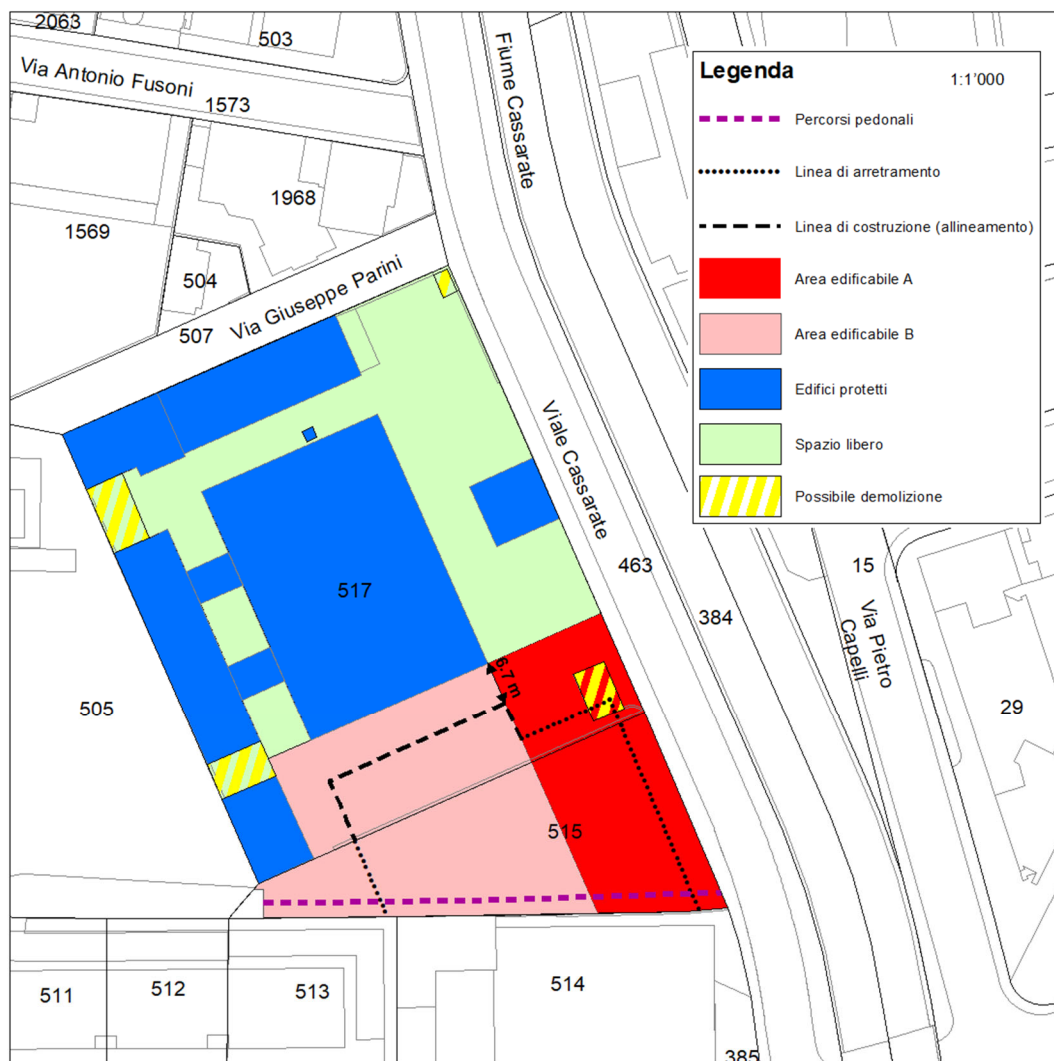 2063
503
Via Antonio Fusoni
1573
Fiume Cassarate
Legenda
1:1'000
Percorsi pedonali
Linea di arretramento
Linea di costruzione (allineamento)
Area edificabile A
Area edificabile B
Edifici protetti
Spazio libero
Possibile demolizione
1968
1569
504
507
Via Giuseppe Parini
Viale Cassarate
463
15
384
Via Pietro
Capelli
517
6.7 m
505
29
515
511
512
513
514
385